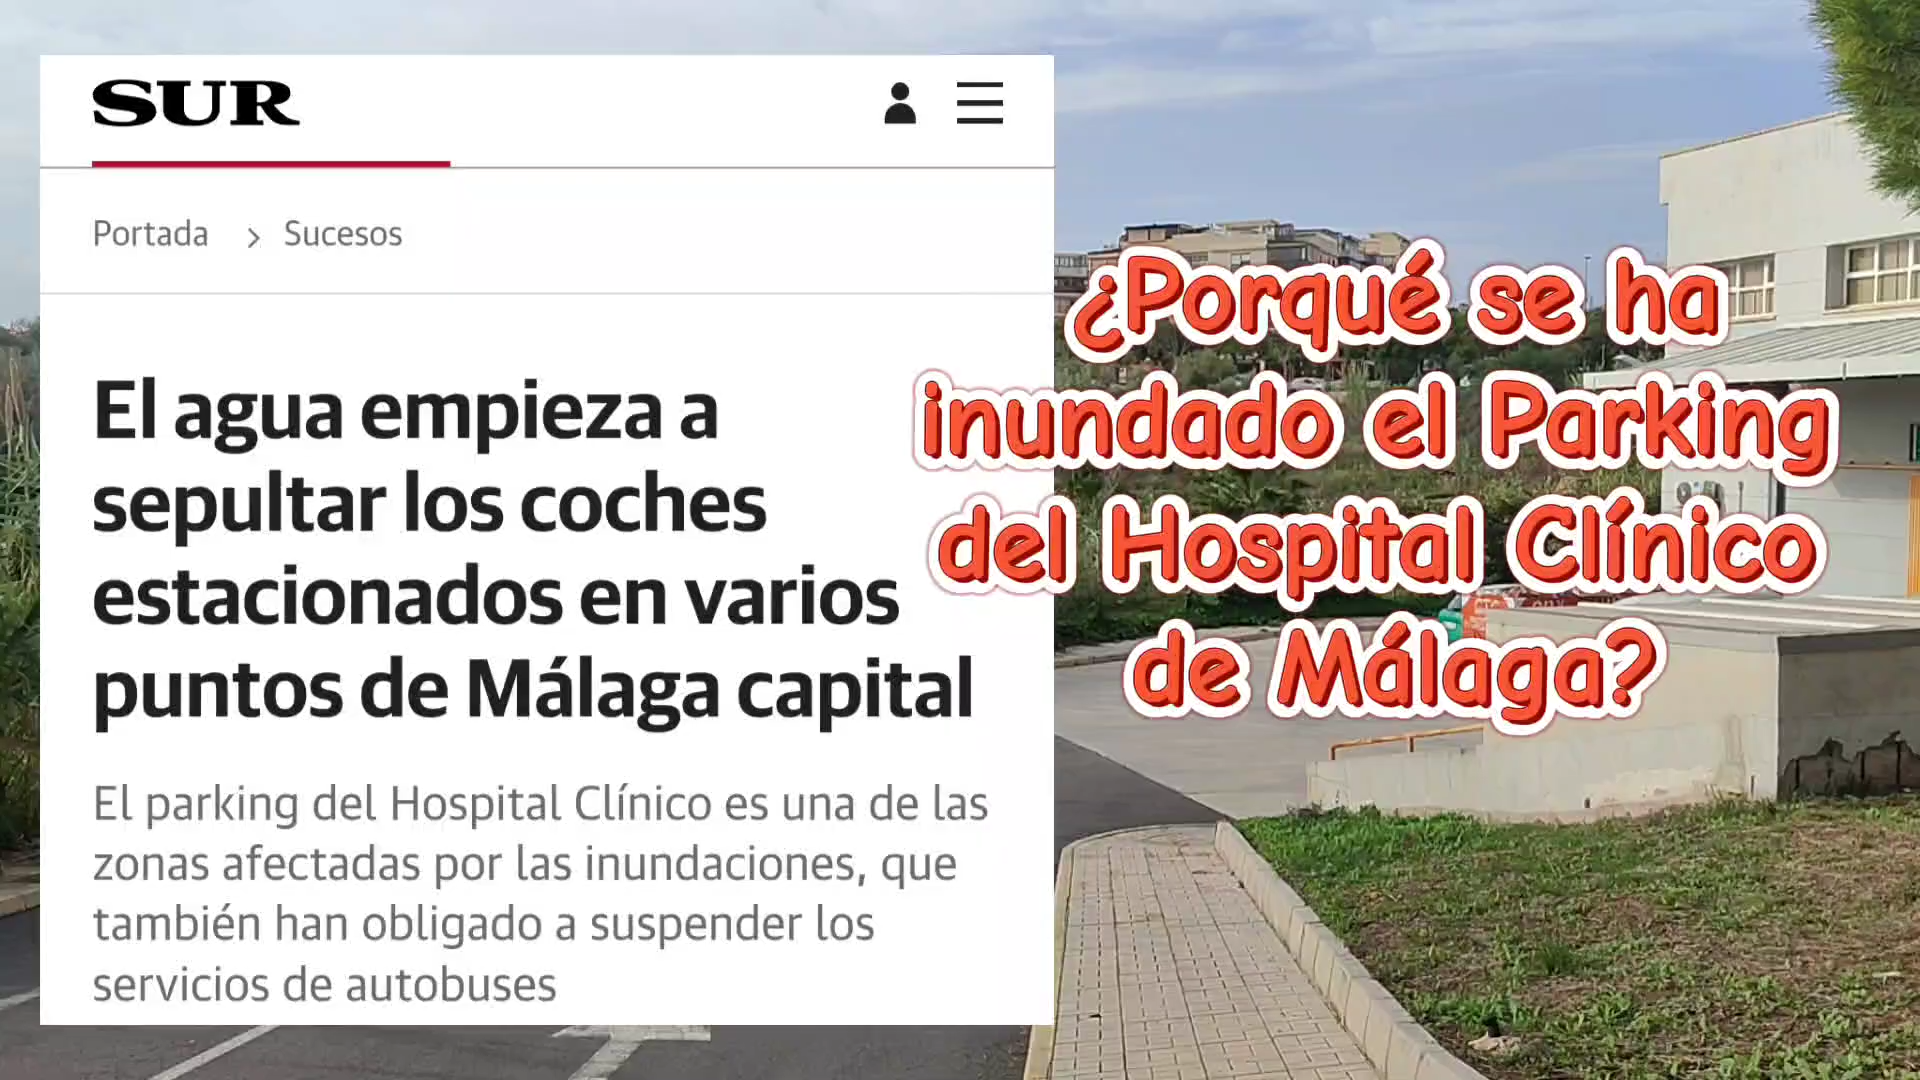 SUR
Portada > Sucesos
El agua empieza a
sepultar los coches
estacionados en varios
puntos de Málaga capital
El parking del Hospital Clínico es una de las
zonas afectadas por las inundaciones, que
también han obligado a suspender los
servicios de autobuses
¿Porqué se ha
inundado el Parking
del Hospital Clínico
de Málaga?